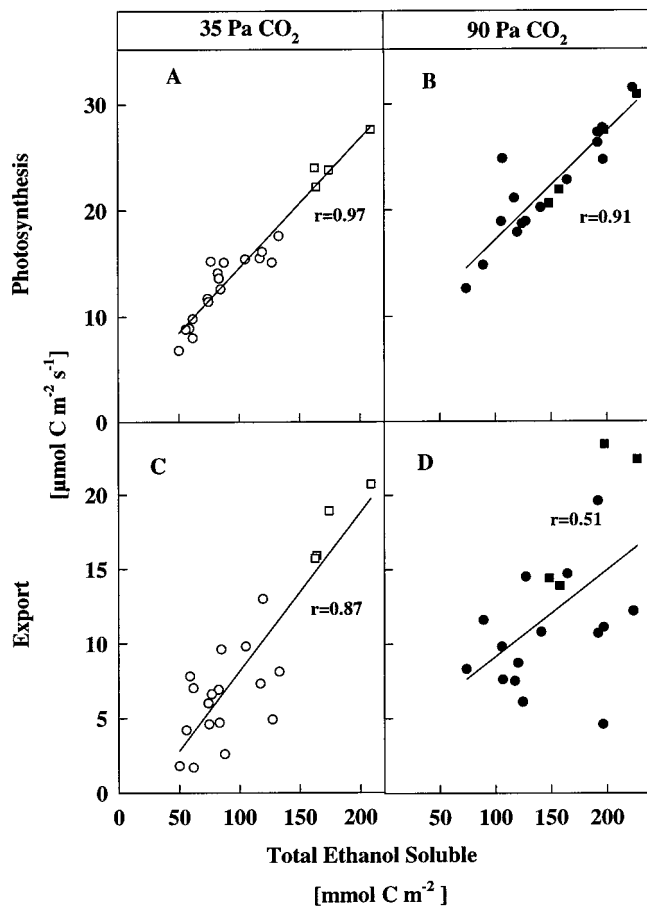 35 Pa CO2 90 Pa CO2
A B
30
20
10
0
r=0.97 r=0.91
Photosynthesis
[µmol C m-2 s-1]
C D
20
15
10
5
0
r=0.87 r=0.51
Export
0 50 100 150 200 50 100 150 200
Total Ethanol Soluble
[mmol C m-2 ]